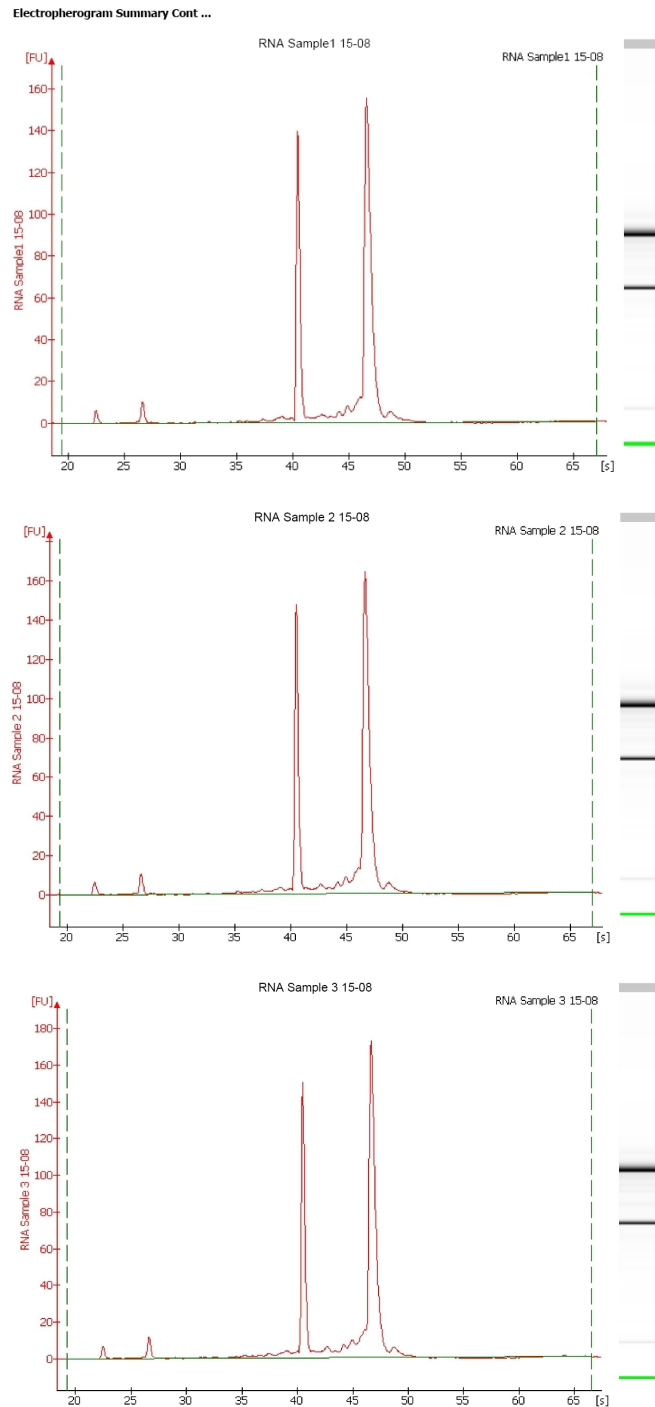 Electropherogram Summary Cont ...
RNA Sample1 15-08
[FU]
RNA Sample1 15-08
160
140
120
100
80
60
40
20
0
RNA Sample1 15-08
20 25 30 35 40 45 50 55 60 65 [s]
RNA Sample 2 15-08
[FU]
RNA Sample 2 15-08
160
140
120
100
80
60
40
20
0
RNA Sample 2 15-08
20 25 30 35 40 45 50 55 60 65 [s]
RNA Sample 3 15-08
[FU]
RNA Sample 3 15-08
180
160
140
120
100
80
60
40
20
0
RNA Sample 3 15-08
20 25 30 35 40 45 50 55 60 65 [s]